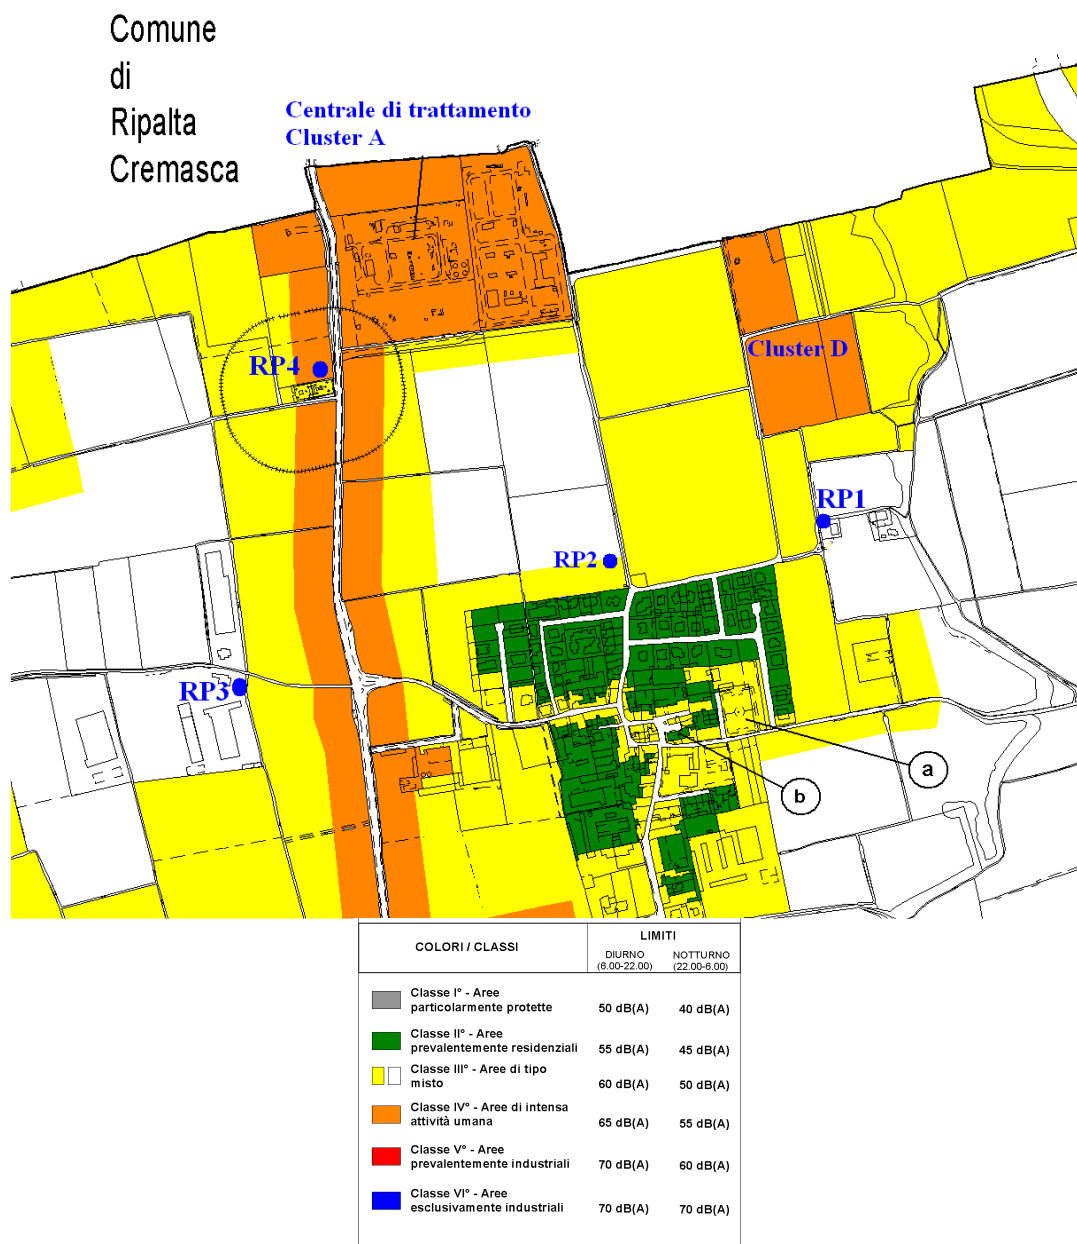 Comune
di
Ripalta
Cremasca
Centrale di trattamento
Cluster A
RP4
Cluster D
RP1
RP2
RP3
a
b
COLORI / CLASSI
LIMITI
DIURNO
(6.00-22.00)
NOTTURNO
(22.00-6.00)
Classe I° - Aree
particolarmente protette
50 dB(A)
40 dB(A)
Classe II° - Aree
prevalentemente residenziali
55 dB(A)
45 dB(A)
Classe III° - Aree di tipo
misto
60 dB(A)
50 dB(A)
Classe IV° - Aree di intensa
attività umana
65 dB(A)
55 dB(A)
Classe V° - Aree
prevalentemente industriali
70 dB(A)
60 dB(A)
Classe VI° - Aree
esclusivamente industriali
70 dB(A)
70 dB(A)